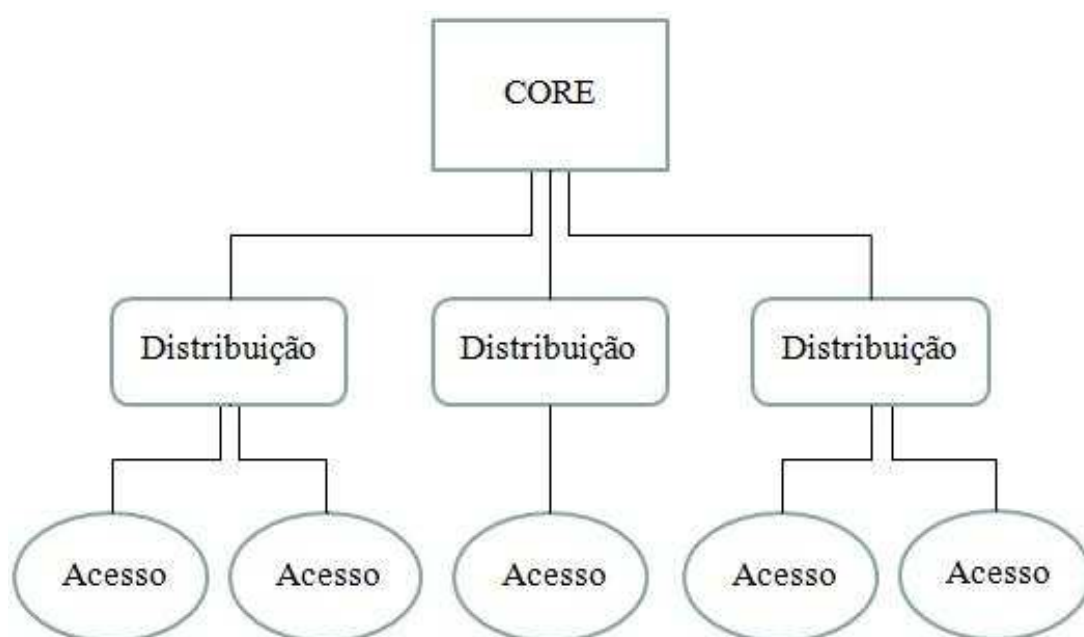 CORE
Distribuição
Distribuição
Distribuição
Acesso
Acesso
Acesso
Acesso
Acesso